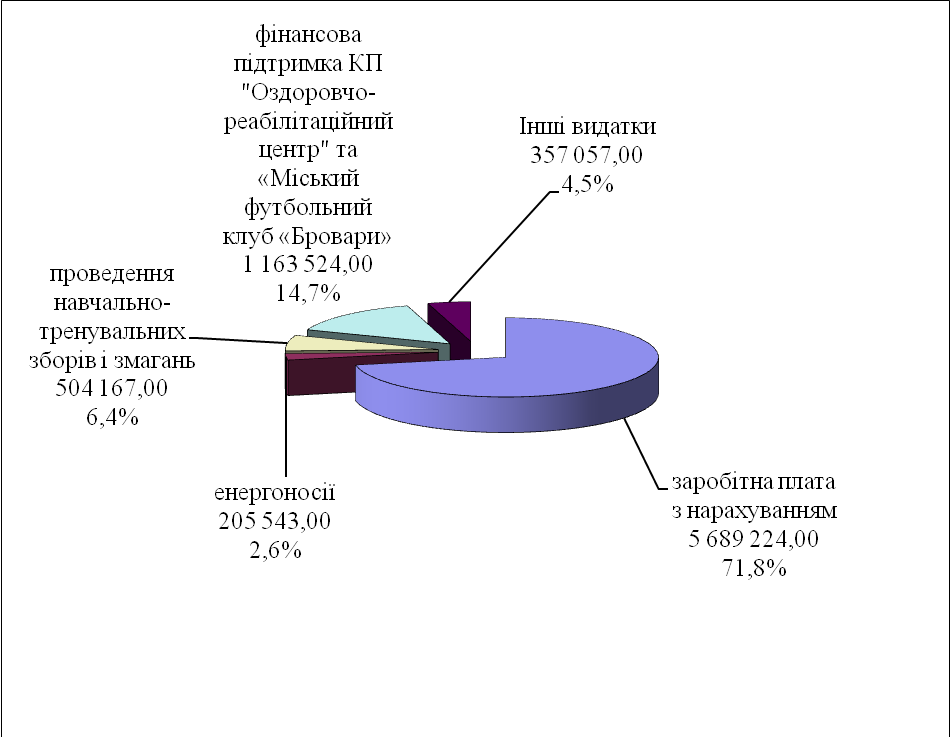 фінансова
підтримка КП
"Оздоровчо-
реабілітаційний
центр" та
«Міський
футбольний
клуб «Бровари»
1 163 524,00
14,7%
Інші видатки
357 057,00
4,5%
проведення
навчально-
тренувальних
зборів і змагань
504 167,00
6,4%
енергоносії
205 543,00
2,6%
заробітна плата
з нарахуванням
5 689 224,00
71,8%